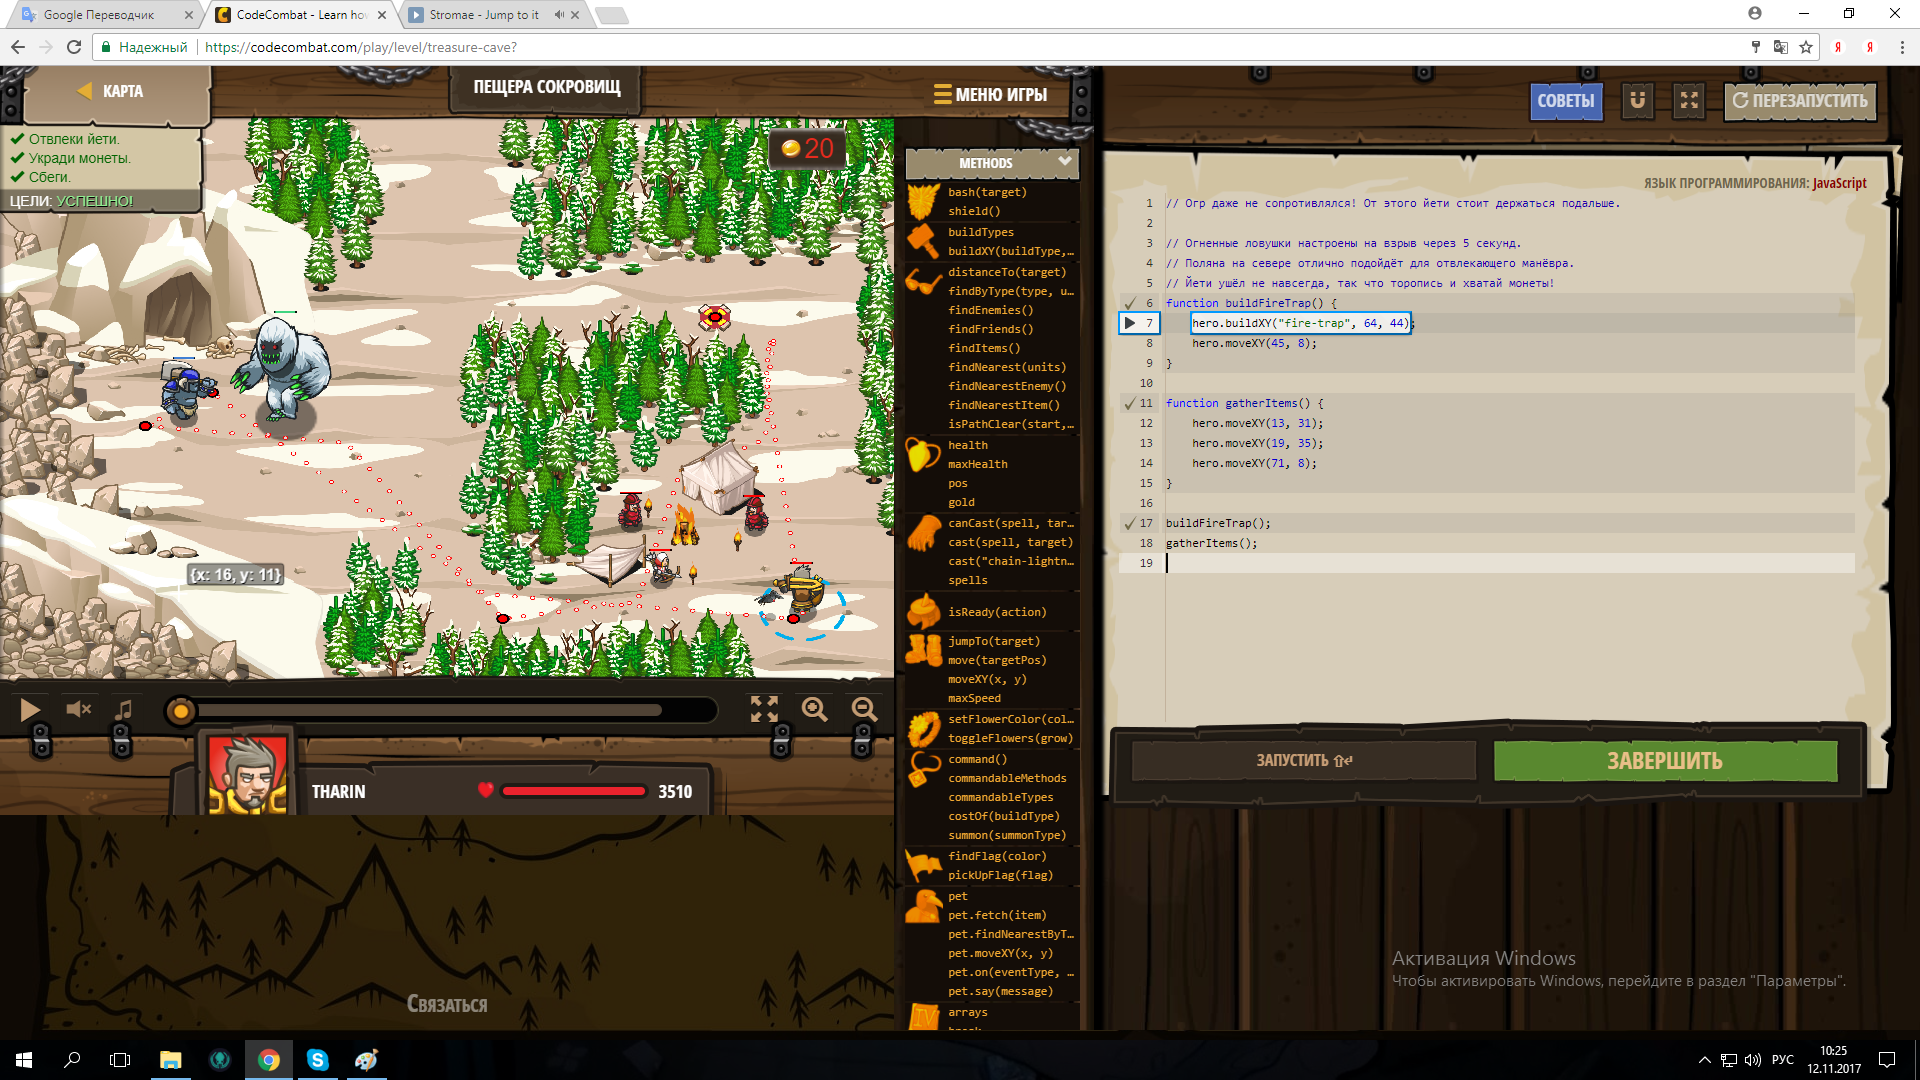 Google Переводчик
CodeCombat - Learn how
Stromae - Jump to it
Надежный
https://codecombat.com/play/level/treasure-cave?
КАРТА
ПЕЩЕРА СОКРОВИЩ
МЕНЮ ИГРЫ
СОВЕТЫ
ПЕРЕЗАПУСТИТЬ
Отвлеки йети.
Укради монеты.
Сбеги.
ЦЕЛИ: УСПЕШНО!
20
{x: 16, y: 11}
THARIN
3510
Связаться
METHODS
bash(target)
shield()
buildTypes
buildXY(buildType,…
distanceTo(target)
findByType(type, u…
findEnemies()
findFriends()
findItems()
findNearest(units)
findNearestEnemy()
findNearestItem()
isPathClear(start,…
health
maxHealth
pos
gold
canCast(spell, tar…
cast(spell, target)
cast("chain-lightn…
spells
isReady(action)
jumpTo(target)
move(targetPos)
moveXY(x, y)
maxSpeed
setFlowerColor(col…
toggleFlowers(grow)
command()
commandableMethods
commandableTypes
costOf(buildType)
summon(summonType)
findFlag(color)
pickUpFlag(flag)
pet
pet.fetch(item)
pet.findNearestByT…
pet.moveXY(x, y)
pet.on(eventType, …
pet.say(message)
arrays
ЯЗЫК ПРОГРАММИРОВАНИЯ: JavaScript
1 // Огр даже не сопротивлялся! От этого йети стоит держаться подальше.
2
3 // Огненные ловушки настроены на взрыв через 5 секунд.
4 // Поляна на севере отлично подойдёт для отвлекающего манёвра.
5 // Йети ушёл не навсегда, так что торопись и хватай монеты!
6 function buildFireTrap() {
7 hero.buildXY("fire-trap", 64, 44);
8 hero.moveXY(45, 8);
9 }
10
11 function gatherItems() {
12 hero.moveXY(13, 31);
13 hero.moveXY(19, 35);
14 hero.moveXY(71, 8);
15 }
16
17 buildFireTrap();
18 gatherItems();
19
ЗАПУСТИТЬ
ЗАВЕРШИТЬ
Активация Windows
Чтобы активировать Windows, перейдите в раздел "Параметры".
РУС
10:25
12.11.2017